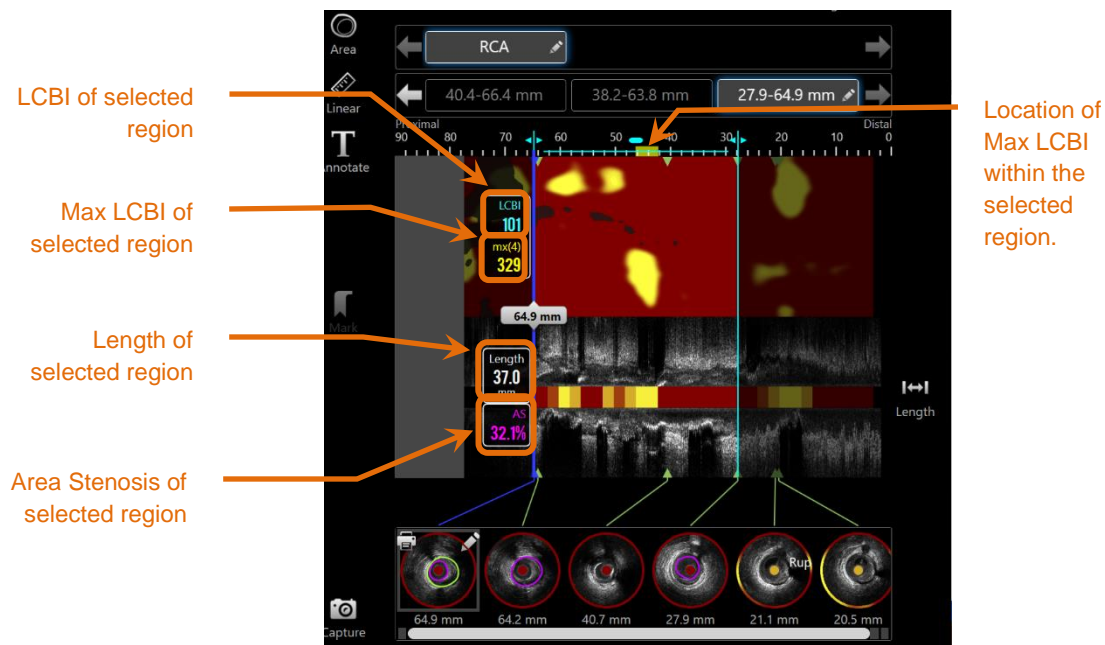 Area
RCA
LCBI of selected
region
Linear
40.4-66.4 mm
38.2-63.8 mm
27.9-64.9 mm
Location of
Max LCBI
within the
selected
region.
Proximal
Distal
90 80 70 60 50 40 30 20 10 0
Annotate
LCBI
101
Max LCBI of
selected region
mx(4)
329
Mark
64.9 mm
Length of
selected region
Length
37.0
mm
Length
AS
32.1%
Area Stenosis of
selected region
Rup
64.9 mm
64.2 mm
40.7 mm
27.9 mm
21.1 mm
20.5 mm
Capture